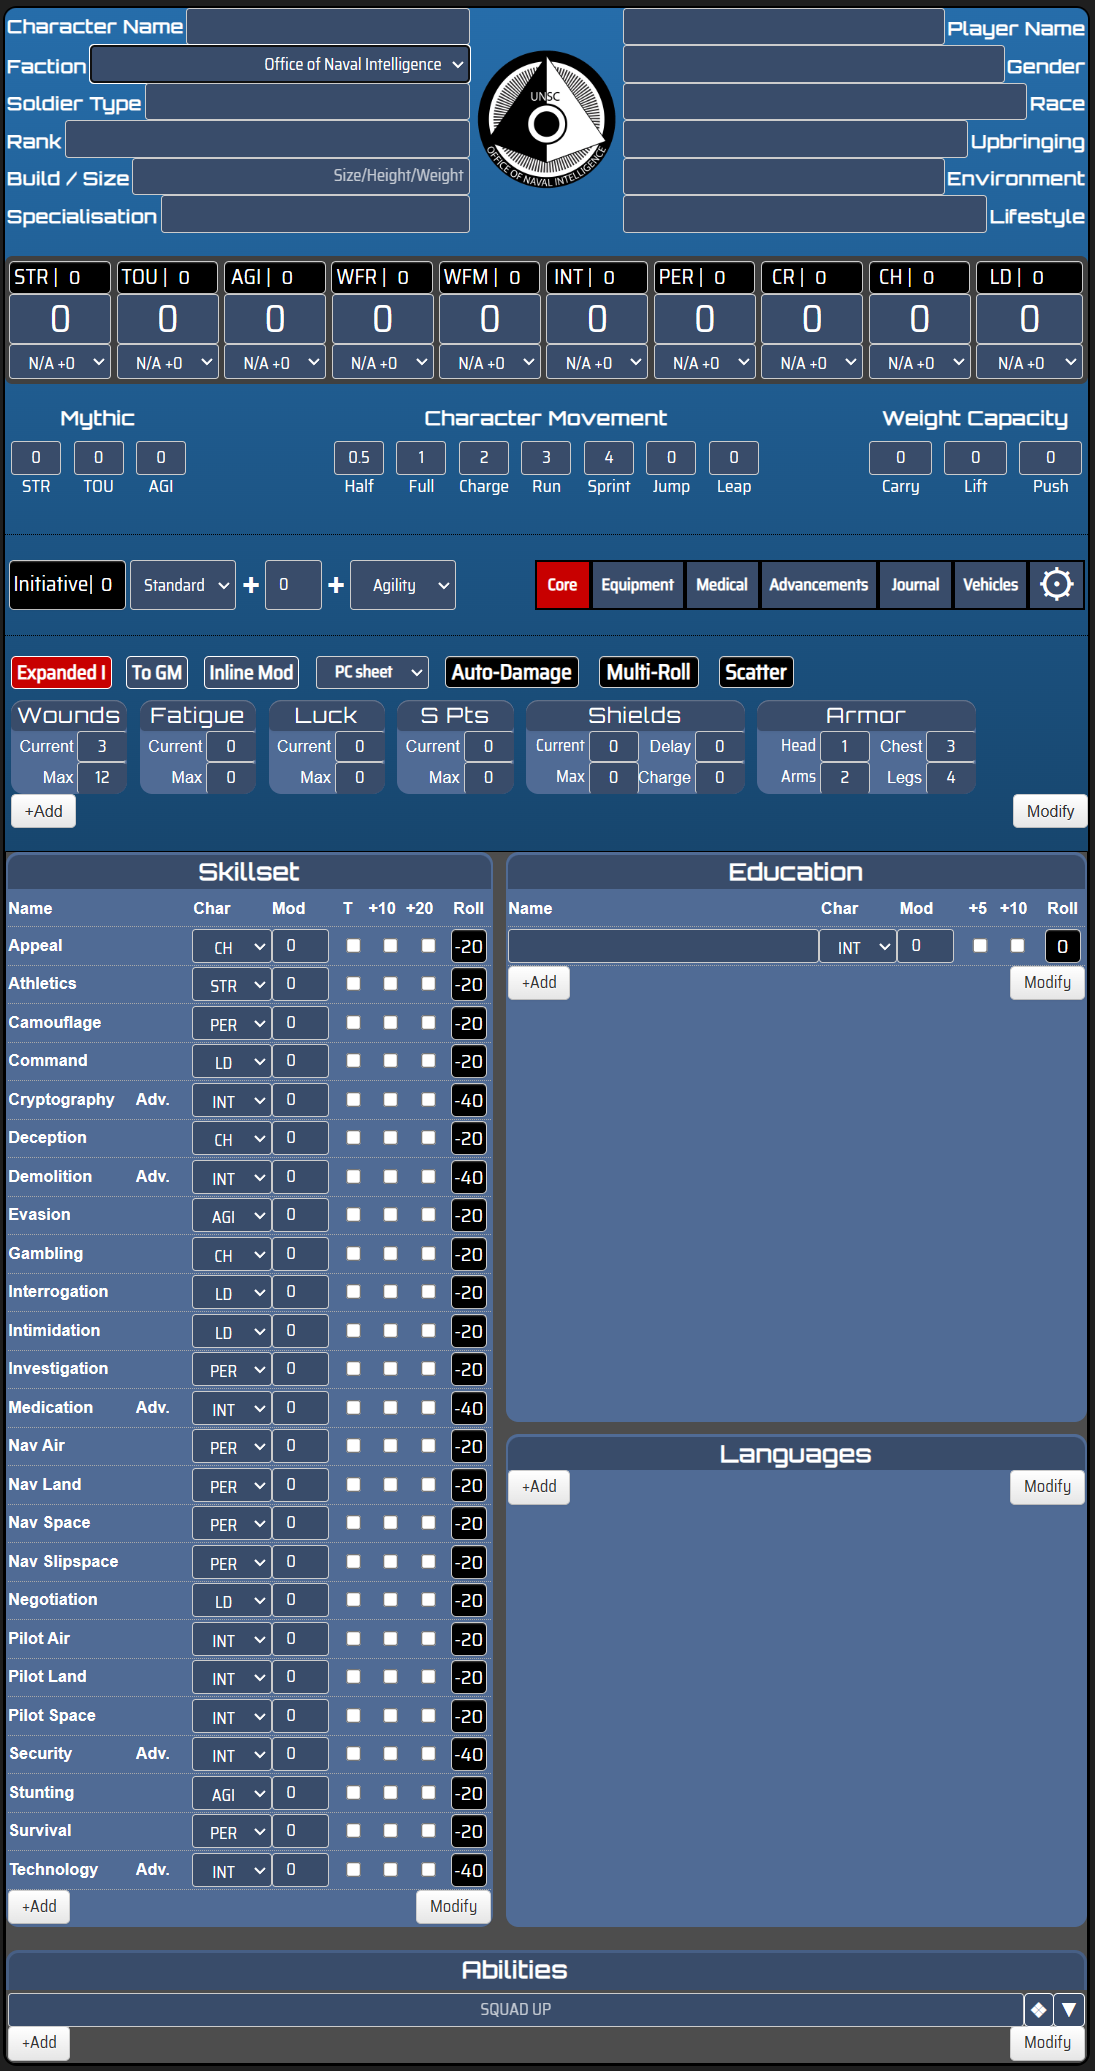 Character Name
Player Name
Faction Office of Naval Intelligence
Gender
Soldier Type
Race
Rank
Upbringing
Build / Size Size/Height/Weight
Environment
Specialisation
Lifestyle
UNSC
OFFICE OF NAVAL INTELLIGENCE
STR | 0 TOU | 0 AGI | 0 WFR | 0 WFM | 0 INT | 0 PER | 0 CR | 0 CH | 0 LD | 0
0 0 0 0 0 0 0 0 0 0
N/A +0 N/A +0 N/A +0 N/A +0 N/A +0 N/A +0 N/A +0 N/A +0 N/A +0 N/A +0
Mythic Character Movement Weight Capacity
0 0 0 0.5 1 2 3 4 0 0 0 0 0
STR TOU AGI Half Full Charge Run Sprint Jump Leap Carry Lift Push
Initiative| 0 Standard + 0 + Agility Core Equipment Medical Advancements Journal Vehicles
Expanded I To GM Inline Mod PC sheet Auto-Damage Multi-Roll Scatter
Wounds Fatigue Luck S Pts Shields Armor
Current 3 Current 0 Current 0 Current 0 Current 0 Delay 0 Head 1 Chest 3
Max 12 Max 0 Max 0 Max 0 Max 0 Charge 0 Arms 2 Legs 4
+Add Modify
Skillset
Name Char Mod T +10 +20 Roll
Appeal CH 0 -20
Athletics STR 0 -20
Camouflage PER 0 -20
Command LD 0 -20
Cryptography Adv. INT 0 -40
Deception CH 0 -20
Demolition Adv. INT 0 -40
Evasion AGI 0 -20
Gambling CH 0 -20
Interrogation LD 0 -20
Intimidation LD 0 -20
Investigation PER 0 -20
Medication Adv. INT 0 -40
Nav Air PER 0 -20
Nav Land PER 0 -20
Nav Space PER 0 -20
Nav Slipspace PER 0 -20
Negotiation LD 0 -20
Pilot Air INT 0 -20
Pilot Land INT 0 -20
Pilot Space INT 0 -20
Security Adv. INT 0 -40
Stunting AGI 0 -20
Survival PER 0 -20
Technology Adv. INT 0 -40
+Add Modify
Education
Name Char Mod +5 +10 Roll
INT 0 0
+Add Modify
Languages
+Add Modify
Abilities
SQUAD UP
+Add Modify